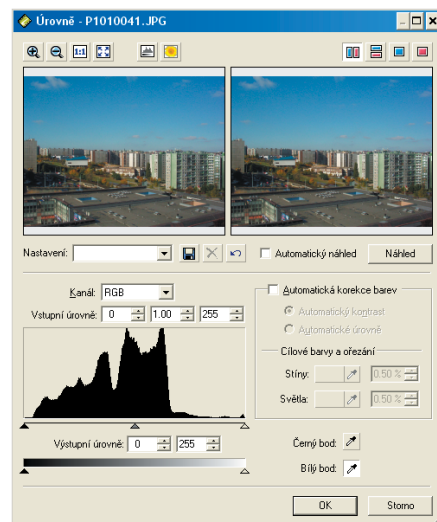 Úrovně - P1010041.JPG
1:1
Nastavení:
Automatický náhled
Náhled
Kanál: RGB
Vstupní úrovně: 0 1.00 255
Automatická korekce barev
Automatický kontrast
Automatické úrovně
Cílové barvy a ořezání
Stíny: 0.50 %
Světla: 0.50 %
Výstupní úrovně: 0 255
Černý bod:
Bílý bod:
OK
Storno